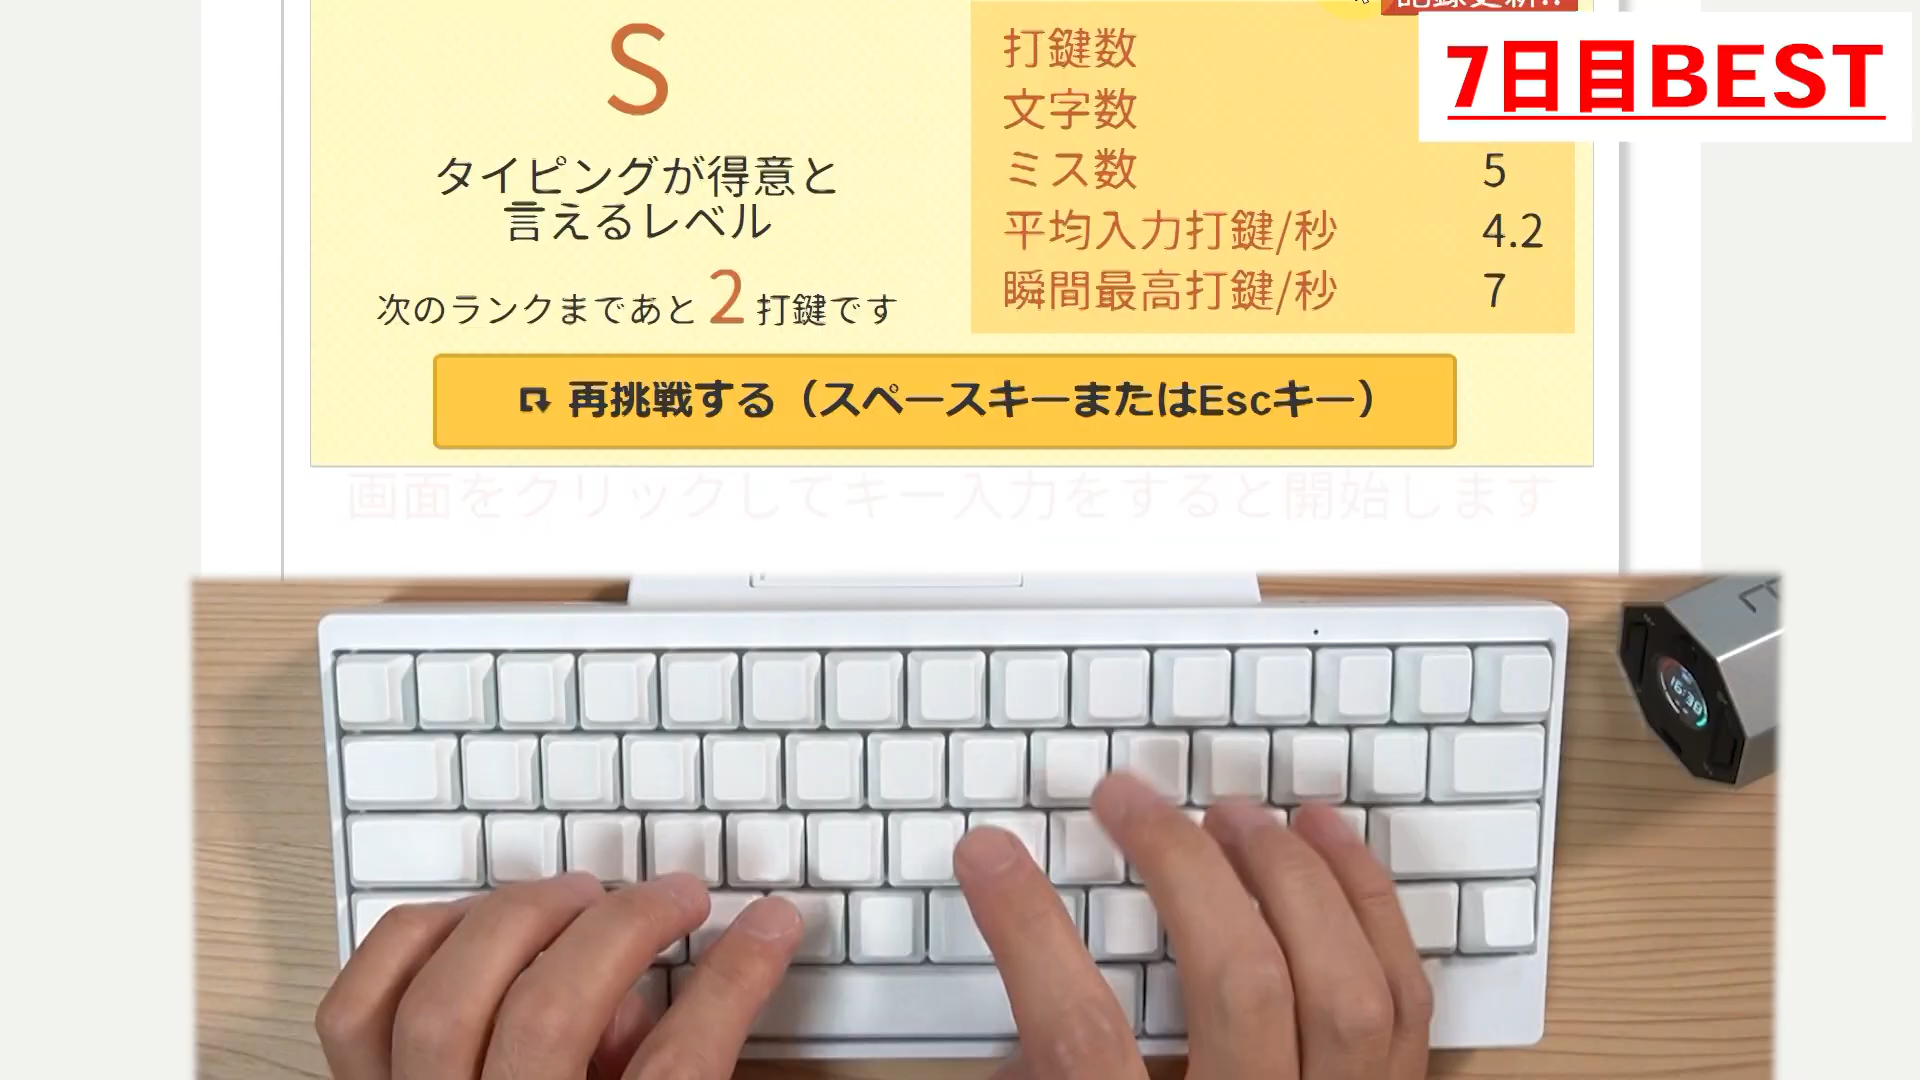 記録更新!!
7日目BEST
S
タイピングが得意と
言えるレベル
次のランクまであと 2 打鍵です
打鍵数
文字数
ミス数 5
平均入力打鍵/秒 4.2
瞬間最高打鍵/秒 7
再挑戦する（スペースキーまたはEscキー）
画面をクリックしてキー入力をすると開始します